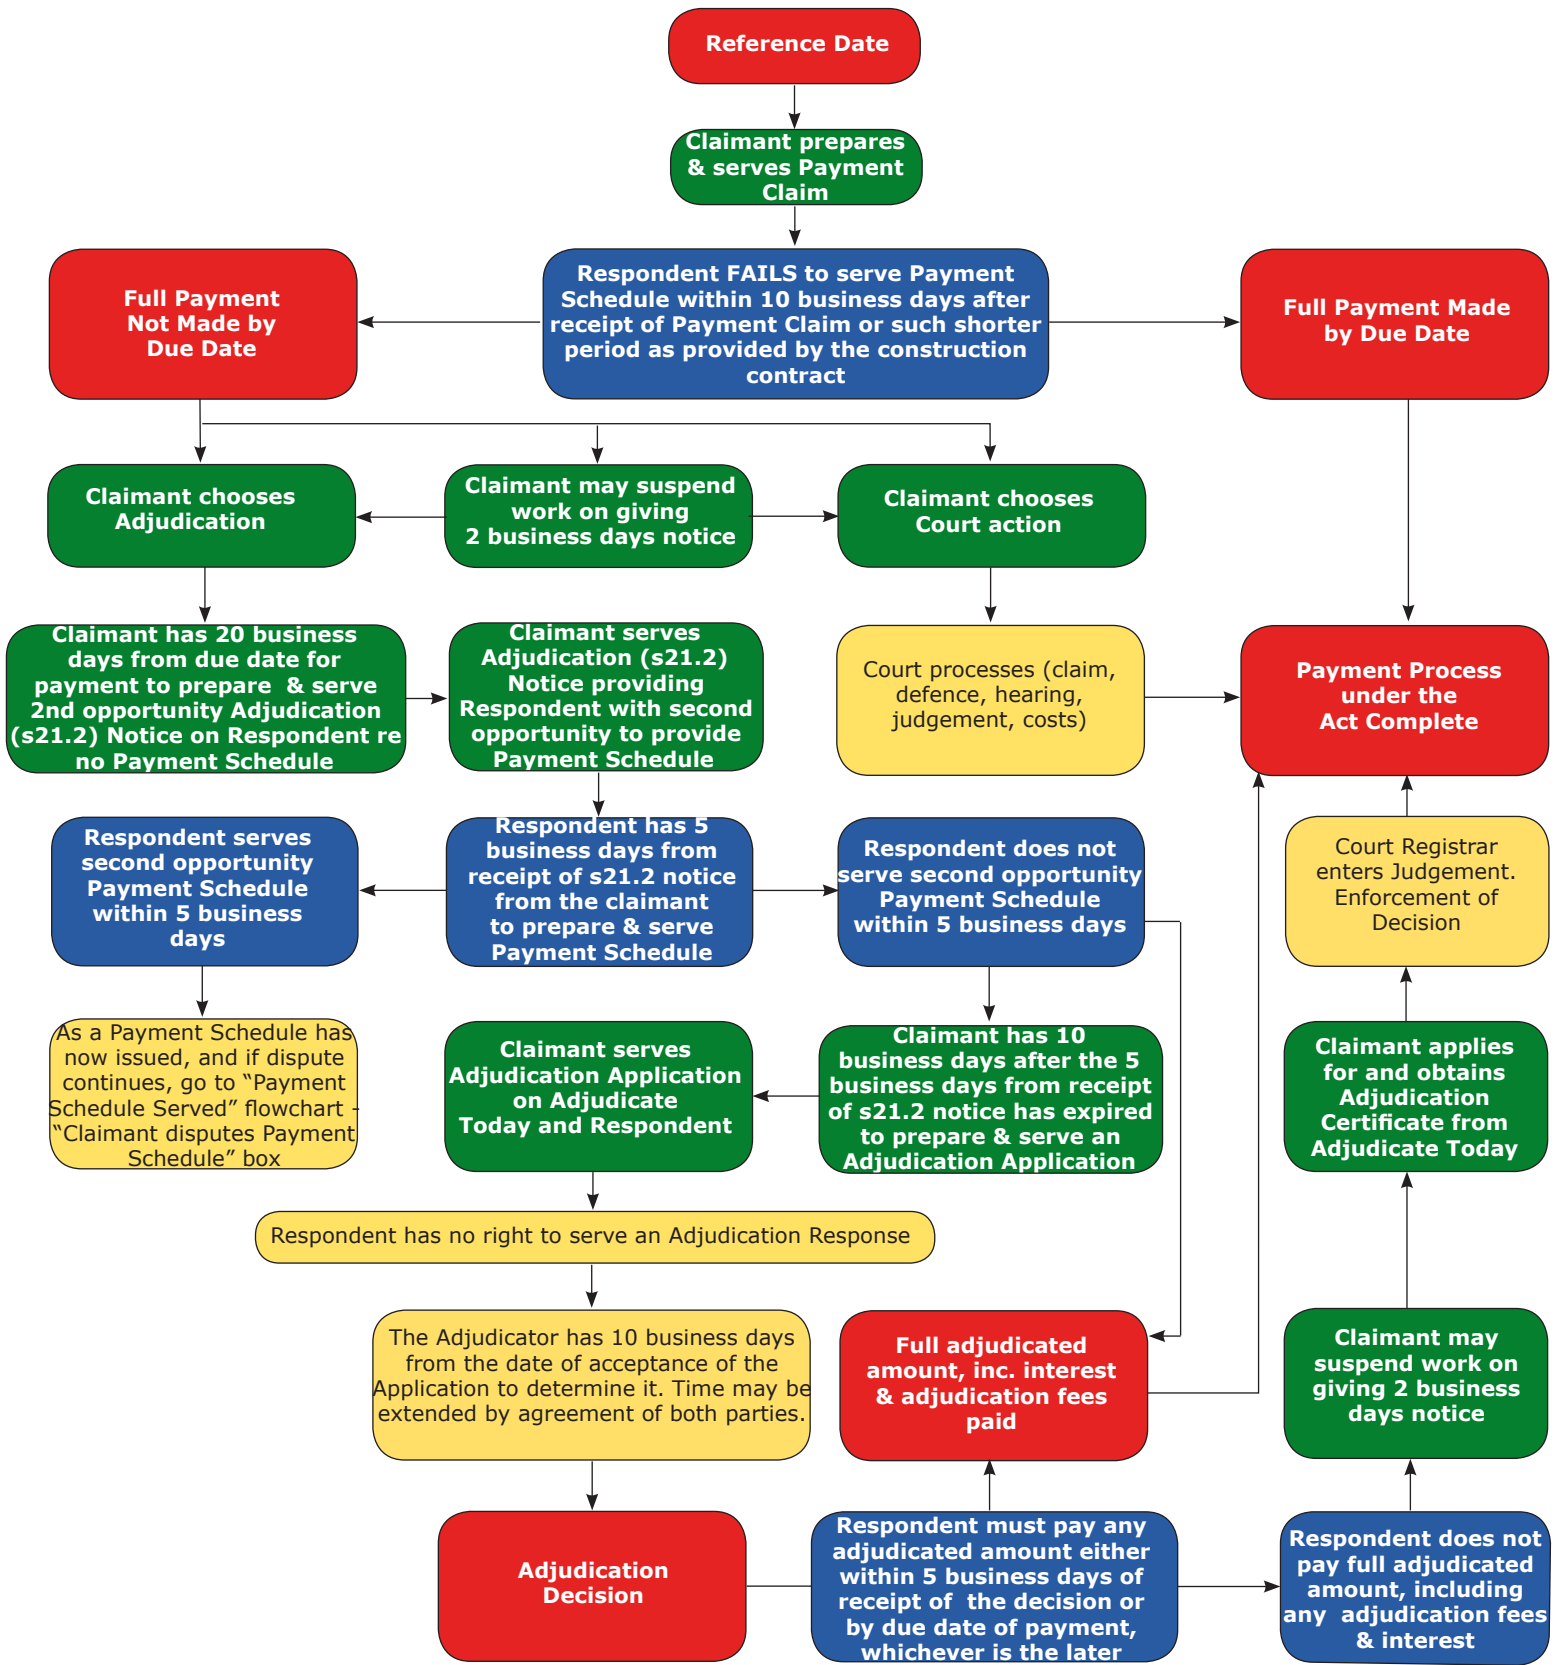 Reference Date
Claimant prepares
& serves Payment
Claim
Full Payment
Not Made by
Due Date
Respondent FAILS to serve Payment
Schedule within 10 business days after
receipt of Payment Claim or such shorter
period as provided by the construction
contract
Full Payment Made
by Due Date
Claimant chooses
Adjudication
Claimant may suspend
work on giving
2 business days notice
Claimant chooses
Court action
Claimant has 20 business
days from due date for
payment to prepare & serve
2nd opportunity Adjudication
(s21.2) Notice on Respondent re
no Payment Schedule
Claimant serves
Adjudication (s21.2)
Notice providing
Respondent with second
opportunity to provide
Payment Schedule
Court processes (claim,
defence, hearing,
judgement, costs)
Payment Process
under the
Act Complete
Respondent serves
second opportunity
Payment Schedule
within 5 business
days
Respondent has 5
business days from
receipt of s21.2 notice
from the claimant
to prepare & serve
Payment Schedule
Respondent does not
serve second opportunity
Payment Schedule
within 5 business days
Court Registrar
enters Judgement.
Enforcement of
Decision
As a Payment Schedule has
now issued, and if dispute
continues, go to “Payment
Schedule Served” flowchart -
“Claimant disputes Payment
Schedule” box
Claimant serves
Adjudication Application
on Adjudicate
Today and Respondent
Claimant has 10
business days after the 5
business days from receipt
of s21.2 notice has expired
to prepare & serve an
Adjudication Application
Claimant applies
for and obtains
Adjudication
Certificate from
Adjudicate Today
Respondent has no right to serve an Adjudication Response
The Adjudicator has 10 business days
from the date of acceptance of the
Application to determine it. Time may be
extended by agreement of both parties.
Full adjudicated
amount, inc. interest
& adjudication fees
paid
Claimant may
suspend work on
giving 2 business
days notice
Adjudication
Decision
Respondent must pay any
adjudicated amount either
within 5 business days of
receipt of the decision or
by due date of payment,
whichever is the later
Respondent does not
pay full adjudicated
amount, including
any adjudication fees
& interest